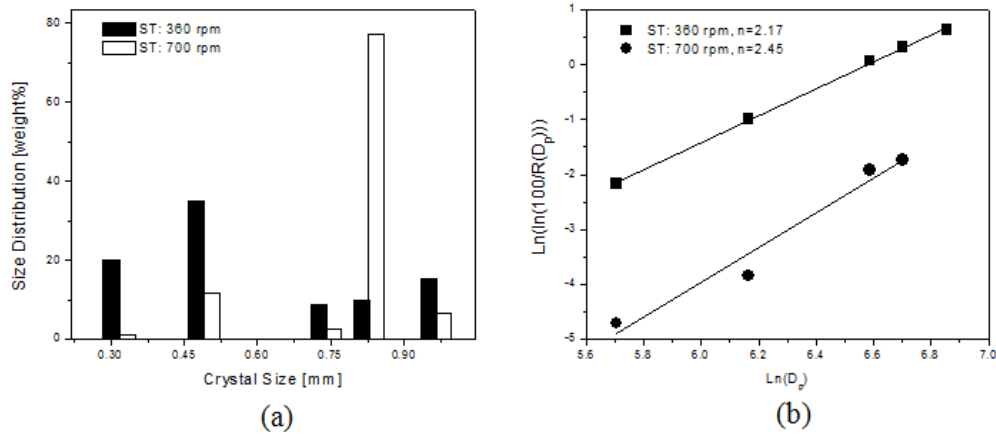 ST: 360 rpm
ST: 700 rpm
Size Distribution [weight%]
80
60
40
20
0
0.30
0.45
0.60
0.75
0.90
Crystal Size [mm]
(a)
ST: 360 rpm, n=2.17
ST: 700 rpm, n=2.45
Ln(ln(100/R(Dp)))
1
0
-1
-2
-3
-4
-5
5.6
5.8
6.0
6.2
6.4
6.6
6.8
7.0
Ln(Dp)
(b)